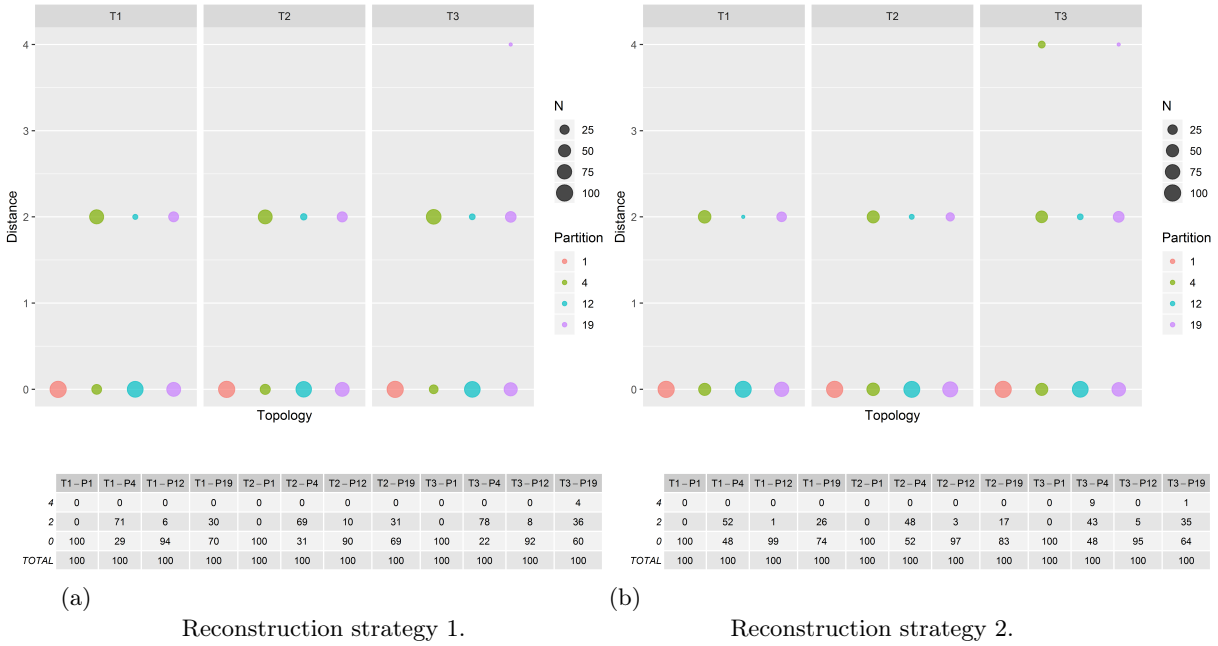 T1 T2 T3
4
3
2
1
0
Distance
Topology
N
25
50
75
100
Partition
1
4
12
19
T1–P1 T1–P4 T1–P12 T1–P19 T2–P1 T2–P4 T2–P12 T2–P19 T3–P1 T3–P4 T3–P12 T3–P19
4 0 0 0 0 0 0 0 0 0 0 0 4
2 0 71 6 30 0 69 10 31 0 78 8 36
0 100 29 94 70 100 31 90 69 100 22 92 60
TOTAL 100 100 100 100 100 100 100 100 100 100 100 100
(a)
Reconstruction strategy 1.
T1 T2 T3
4
3
2
1
0
Distance
Topology
N
25
50
75
100
Partition
1
4
12
19
T1–P1 T1–P4 T1–P12 T1–P19 T2–P1 T2–P4 T2–P12 T2–P19 T3–P1 T3–P4 T3–P12 T3–P19
4 0 0 0 0 0 0 0 0 0 9 0 1
2 0 52 1 26 0 48 3 17 0 43 5 35
0 100 48 99 74 100 52 97 83 100 48 95 64
TOTAL 100 100 100 100 100 100 100 100 100 100 100 100
(b)
Reconstruction strategy 2.